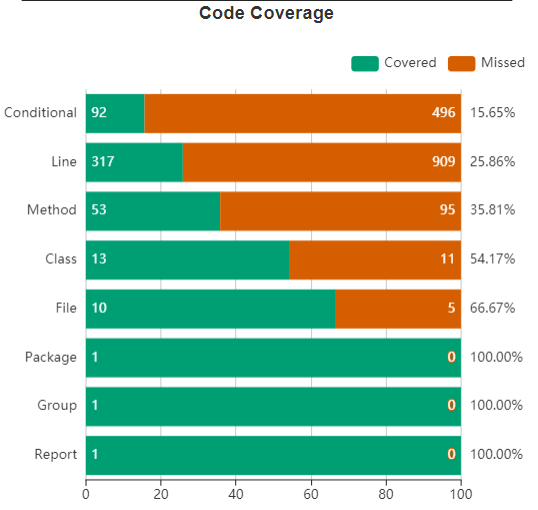 Code Coverage
Covered Missed
Conditional 92 496 15.65%
Line 317 909 25.86%
Method 53 95 35.81%
Class 13 11 54.17%
File 10 5 66.67%
Package 1 0 100.00%
Group 1 0 100.00%
Report 1 0 100.00%
0 20 40 60 80 100